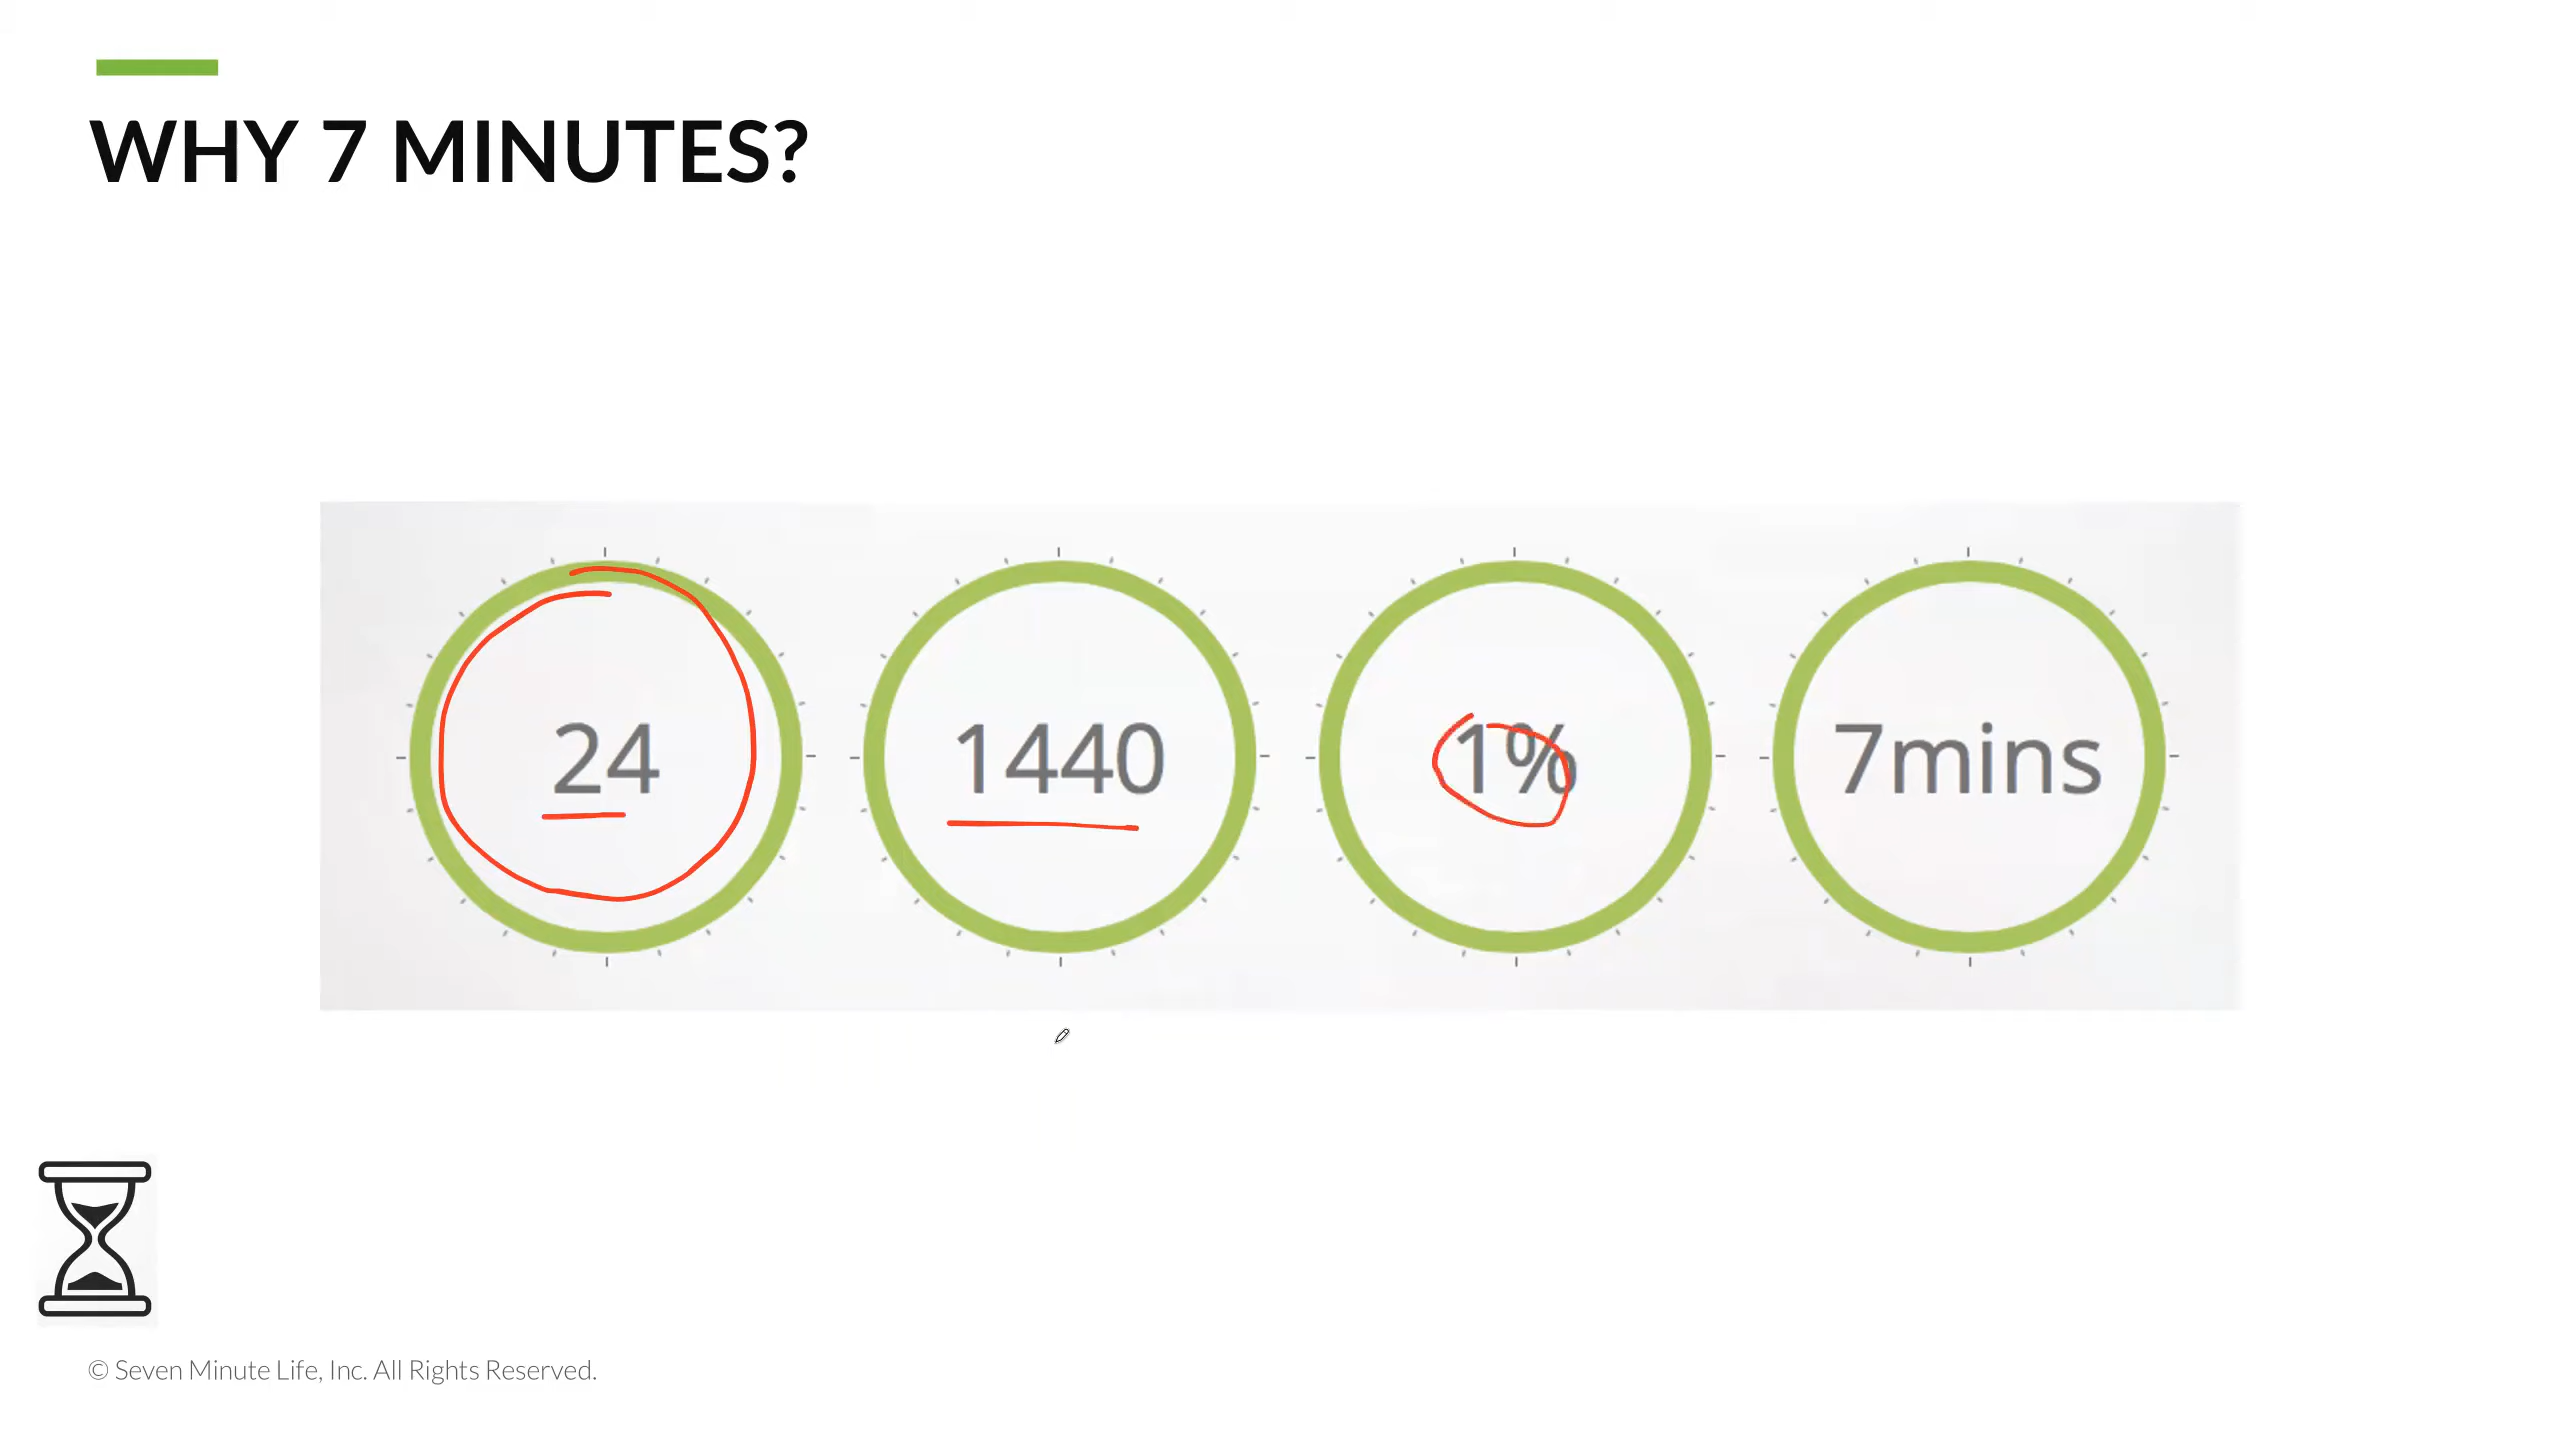 WHY 7 MINUTES?
24 1440 1% 7mins
© Seven Minute Life, Inc. All Rights Reserved.